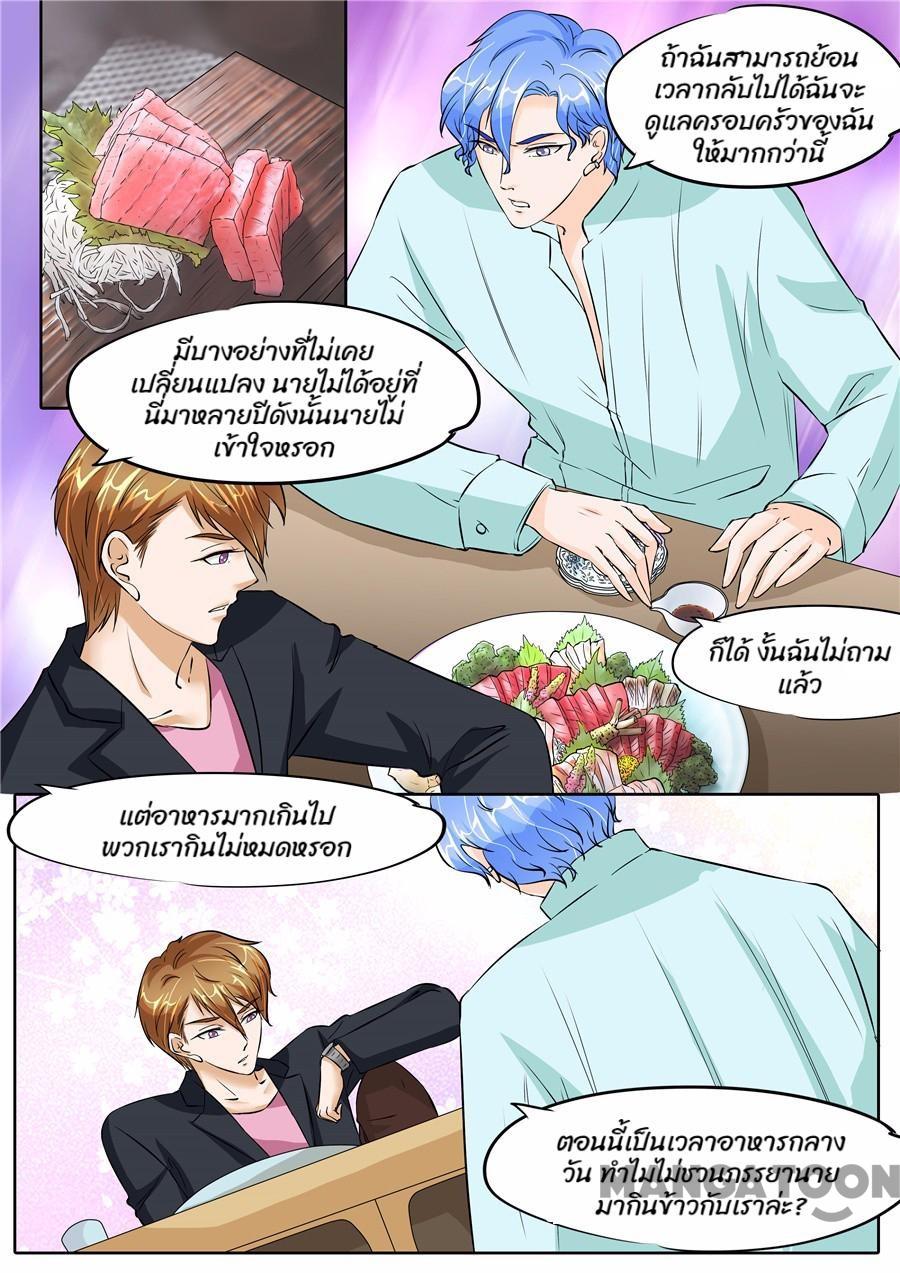 ถ้าฉันสามารถย้อน
เวลากลับไปได้ฉันจะ
ดูแลครอบครัวของฉัน
ให้มากกว่านี้
มีบางอย่างที่ไม่เคย
เปลี่ยนแปลง นายไม่ได้อยู่ที่
นี่มาหลายปีดังนั้นนายไม่
เข้าใจหรอก
ก็ได้ งั้นฉันไม่ถาม
แล้ว
แต่อาหารมากเกินไป
พวกเรากินไม่หมดหรอก
ตอนนี้เป็นเวลาอาหารกลาง
วัน ทำไมไม่ชวนภรรยานาย
มากินข้าวกับเราล่ะ?
MANGATOON